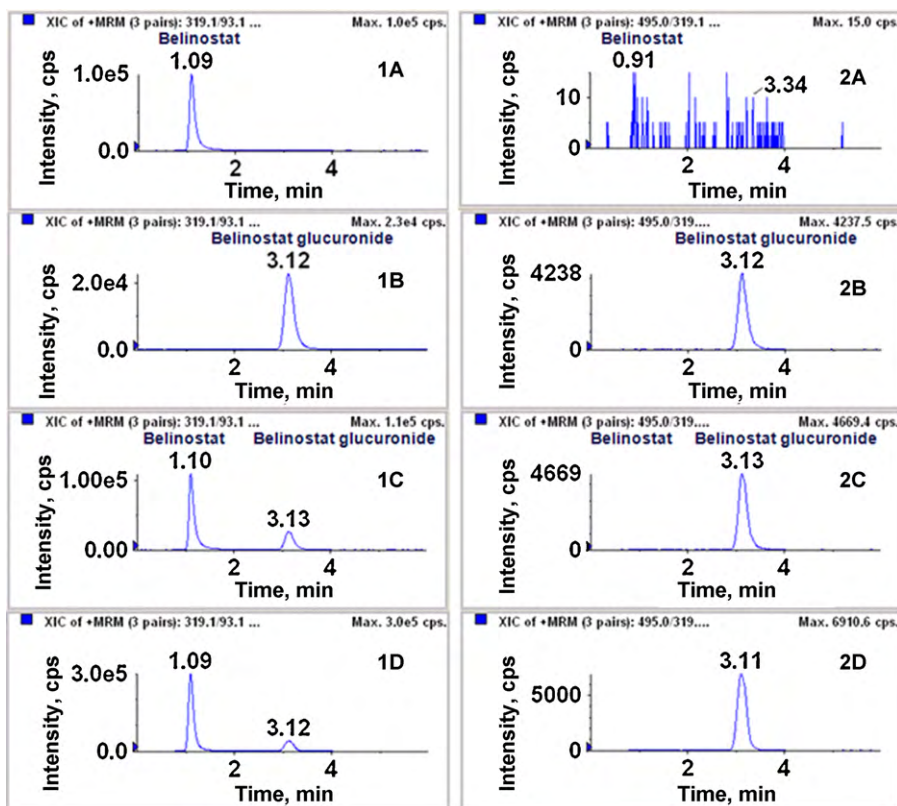 XIC of +MRM (3 pairs): 319.1/93.1 ... Max. 1.0e5 cps.
Belinostat
1.09
1A
1.0e5
0.0
Intensity, cps
2 4
Time, min
XIC of +MRM (3 pairs): 495.0/319.1 ... Max. 15.0 cps.
Belinostat
0.91
3.34
2A
10
0
Intensity, cps
2 4
Time, min
XIC of +MRM (3 pairs): 319.1/93.1 ... Max. 2.3e4 cps.
Belinostat glucuronide
3.12
1B
2.0e4
0.0
Intensity, cps
2 4
Time, min
XIC of +MRM (3 pairs): 495.0/319.... Max. 4237.5 cps.
Belinostat glucuronide
3.12
2B
4238
0
Intensity, cps
2 4
Time, min
XIC of +MRM (3 pairs): 319.1/93.1 ... Max. 1.1e5 cps.
Belinostat Belinostat glucuronide
1.10
3.13
1C
1.00e5
0.00
Intensity, cps
2 4
Time, min
XIC of +MRM (3 pairs): 495.0/319.... Max. 4669.4 cps.
Belinostat Belinostat glucuronide
3.13
2C
4669
0
Intensity, cps
2 4
Time, min
XIC of +MRM (3 pairs): 319.1/93.1 ... Max. 3.0e5 cps.
1.09
3.12
1D
3.0e5
0.0
Intensity, cps
2 4
Time, min
XIC of +MRM (3 pairs): 495.0/319.... Max. 6910.6 cps.
3.11
2D
5000
0
Intensity, cps
2 4
Time, min